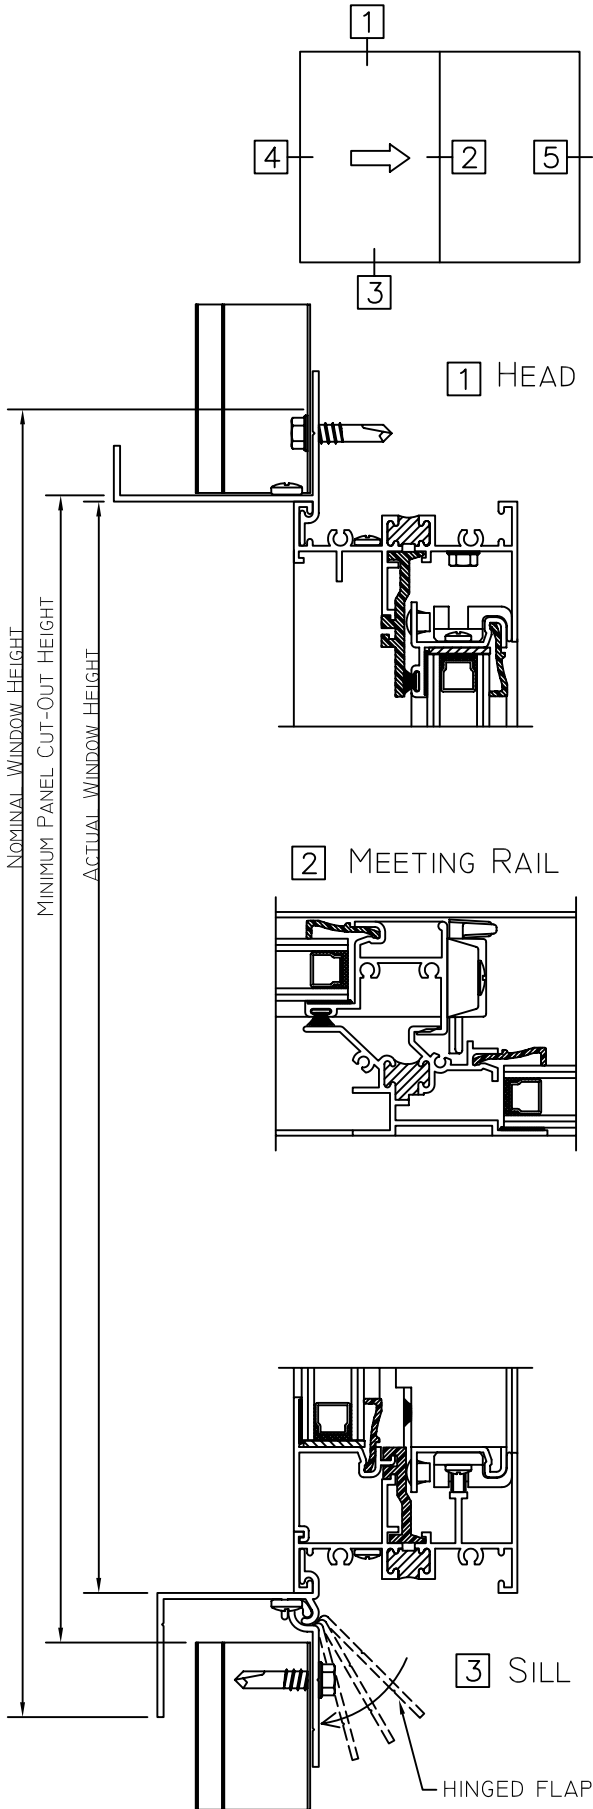 1
4
2
5
3
1 HEAD
NOMINAL WINDOW HEIGHT
MINIMUM PANEL CUT-OUT HEIGHT
ACTUAL WINDOW HEIGHT
2 MEETING RAIL
3 SILL
HINGED FLAP